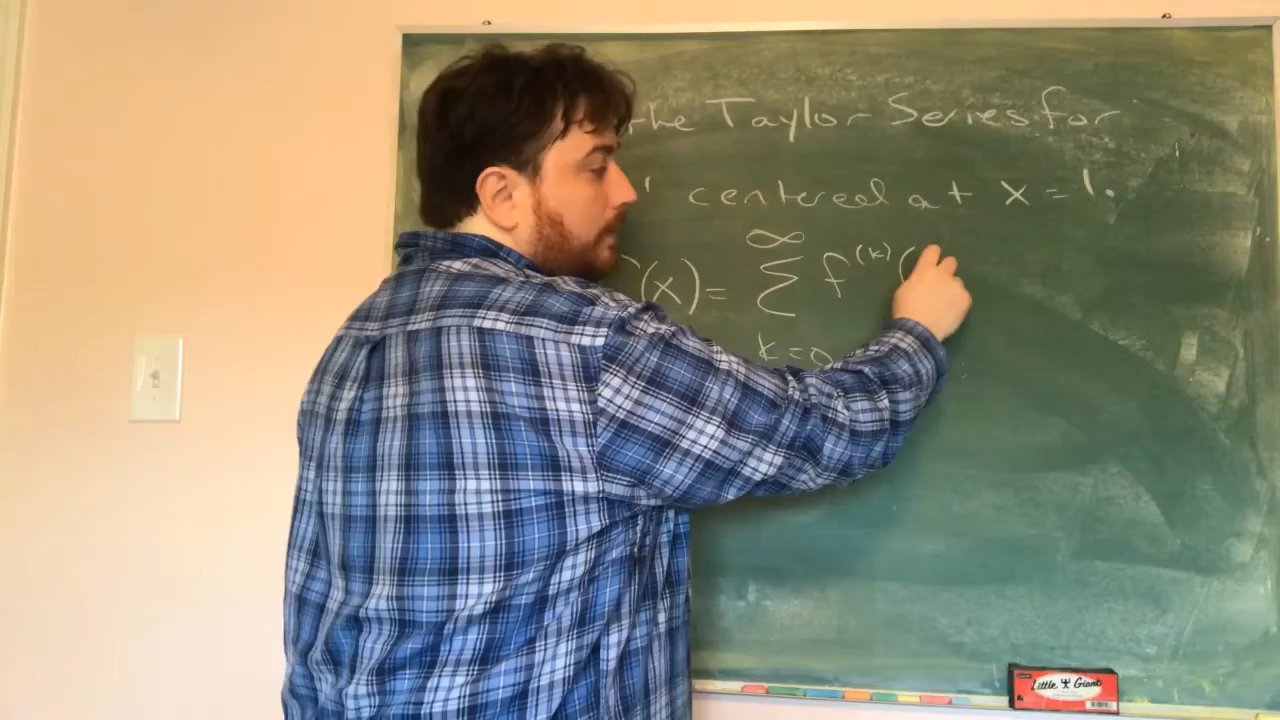 the Taylor Series for
centered at x = 1.
∞
(x) = Σ f^(k)(
k = 0
Little Giant